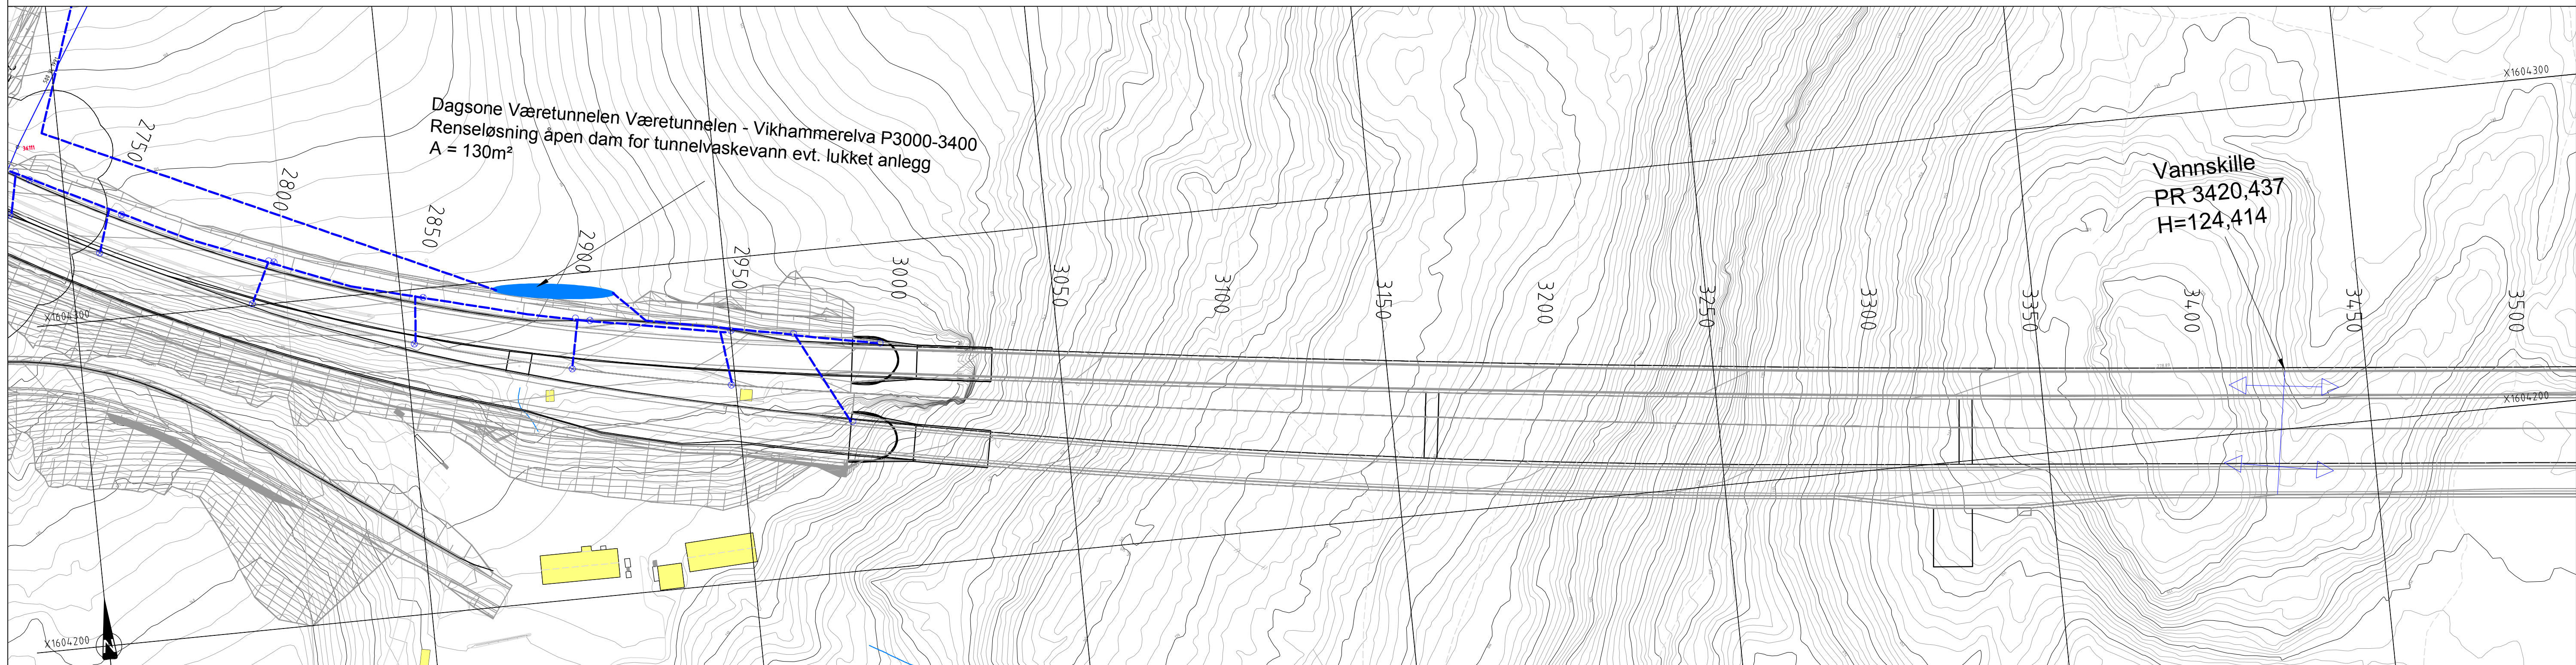 Dagsone Væretunnelen Væretunnelen - Vikhammerelva P3000-3400
Renseløsning åpen dam for tunnelvaskevann evt. lukket anlegg
A = 130m²
Vannskille
PR 3420,437
H=124,414
2750
2800
2850
2900
2950
3000
3050
3100
3150
3200
3250
3300
3350
3400
3450
3500
X1604300
X1604300
X1604200
X1604200
N